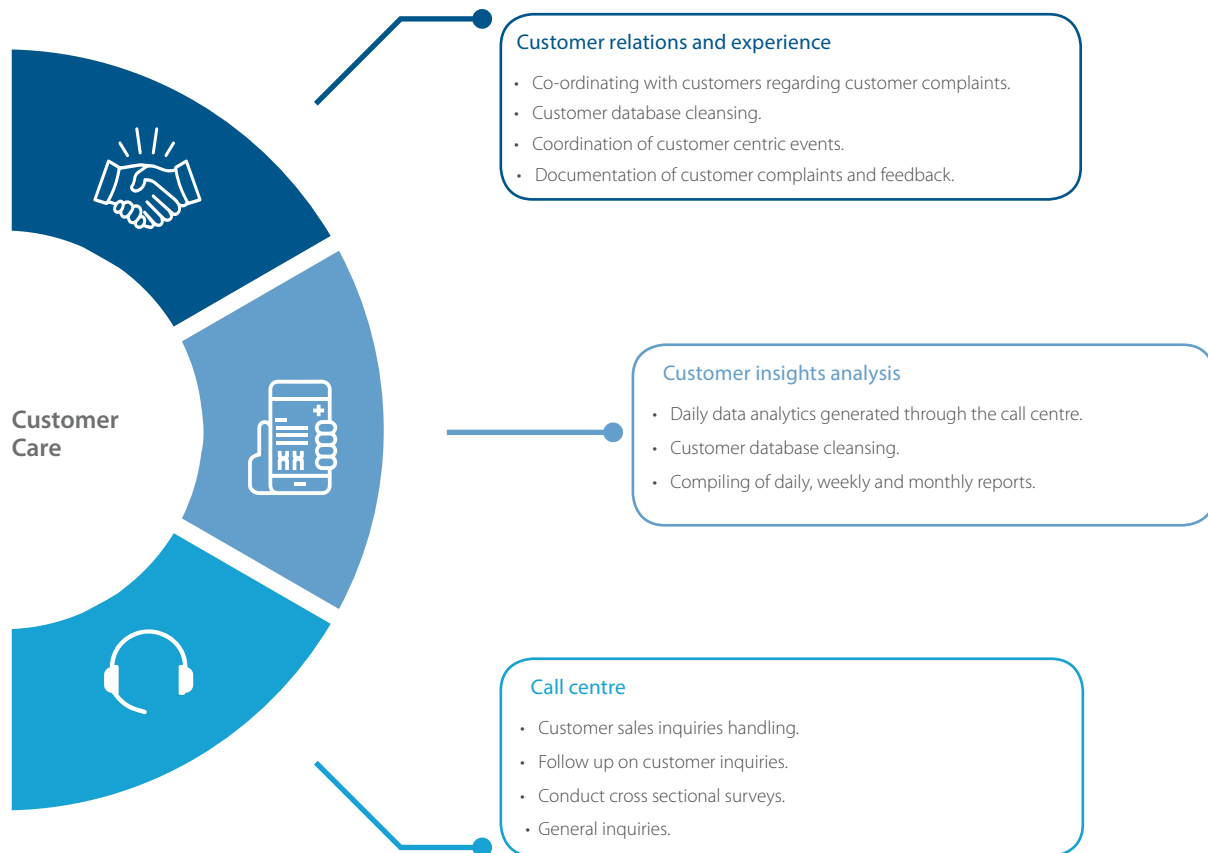 Customer relations and experience
• Co-ordinating with customers regarding customer complaints.
• Customer database cleansing.
• Coordination of customer centric events.
• Documentation of customer complaints and feedback.
Customer
Care
Customer insights analysis
• Daily data analytics generated through the call centre.
• Customer database cleansing.
• Compiling of daily, weekly and monthly reports.
Call centre
• Customer sales inquiries handling.
• Follow up on customer inquiries.
• Conduct cross sectional surveys.
• General inquiries.